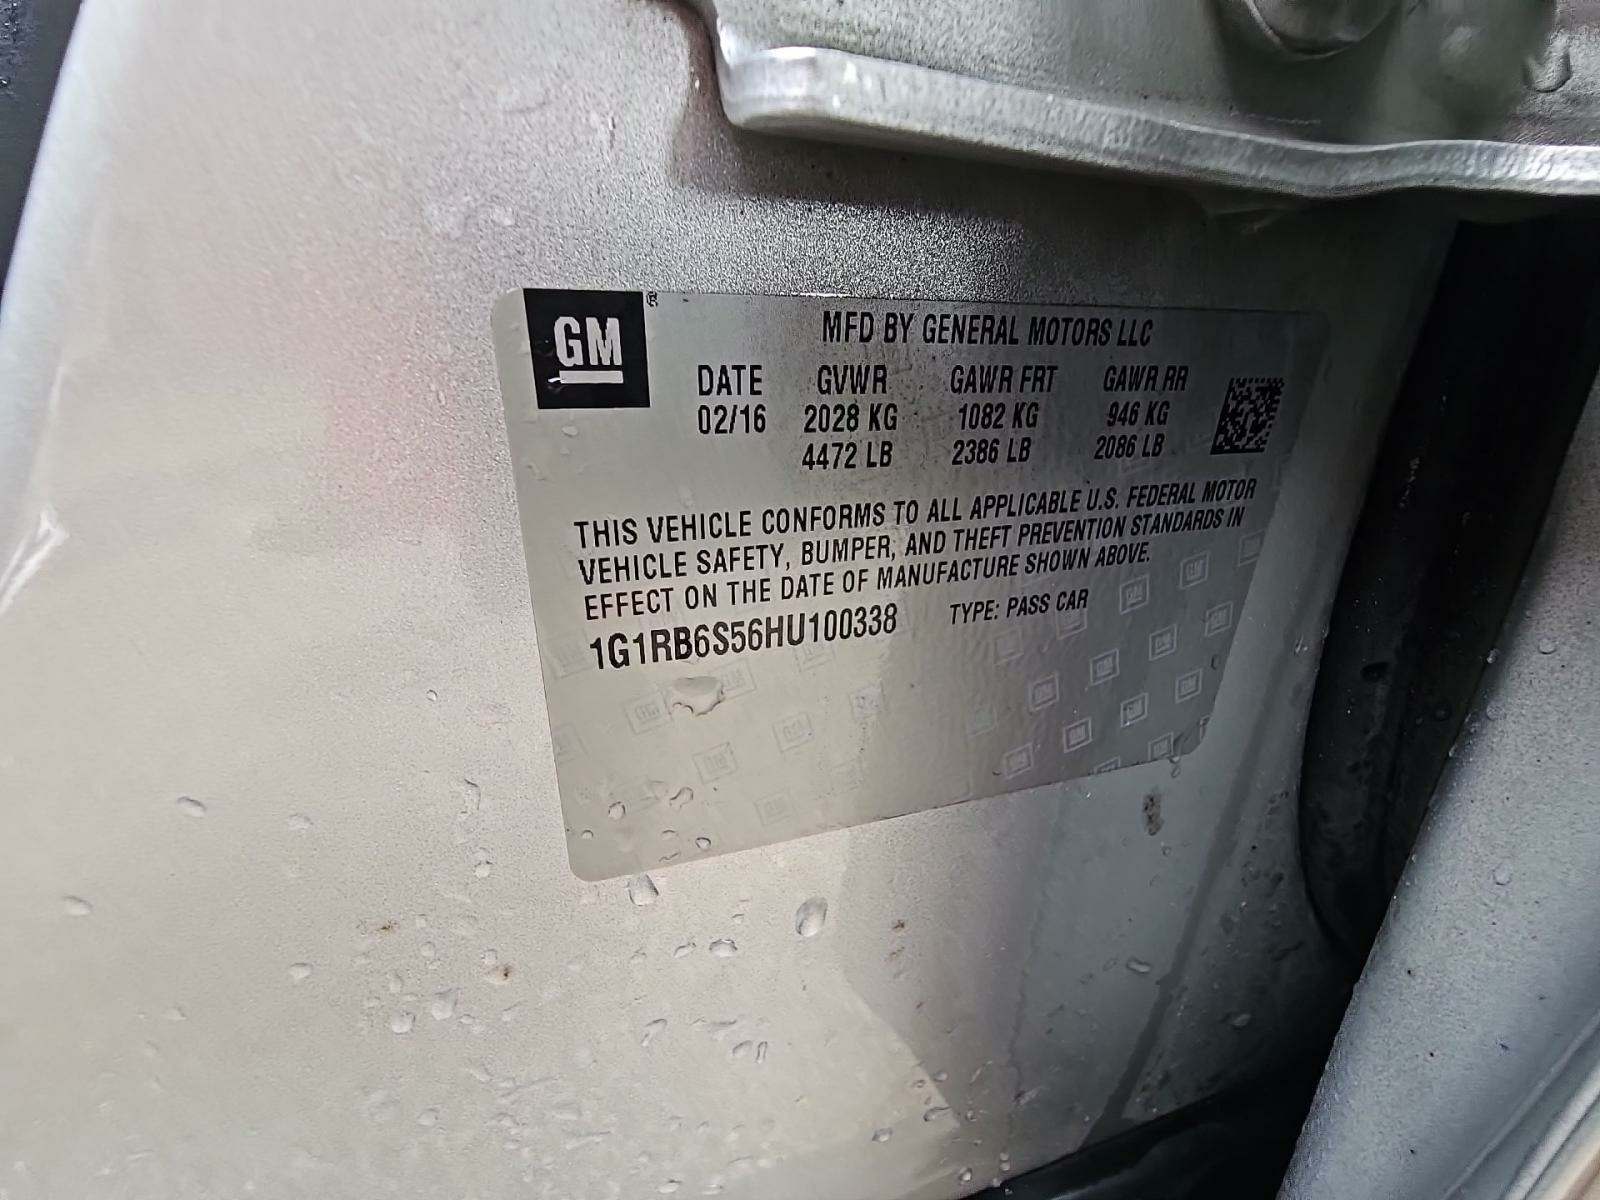 GM ®
MFD BY GENERAL MOTORS LLC
DATE GVWR GAWR FRT GAWR RR
02/16 2028 KG 1082 KG 946 KG
4472 LB 2386 LB 2086 LB
THIS VEHICLE CONFORMS TO ALL APPLICABLE U.S. FEDERAL MOTOR
VEHICLE SAFETY, BUMPER, AND THEFT PREVENTION STANDARDS IN
EFFECT ON THE DATE OF MANUFACTURE SHOWN ABOVE.
1G1RB6S56HU100338 TYPE: PASS CAR